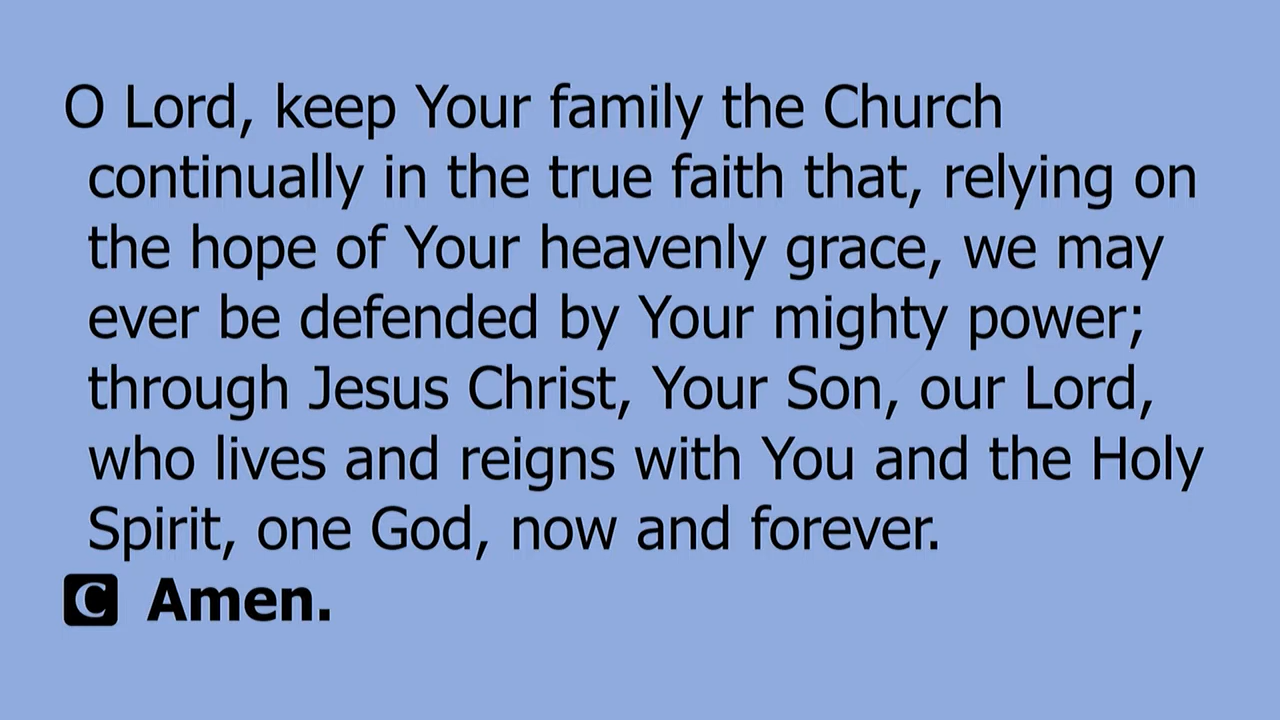 O Lord, keep Your family the Church
continually in the true faith that, relying on
the hope of Your heavenly grace, we may
ever be defended by Your mighty power;
through Jesus Christ, Your Son, our Lord,
who lives and reigns with You and the Holy
Spirit, one God, now and forever.
C Amen.